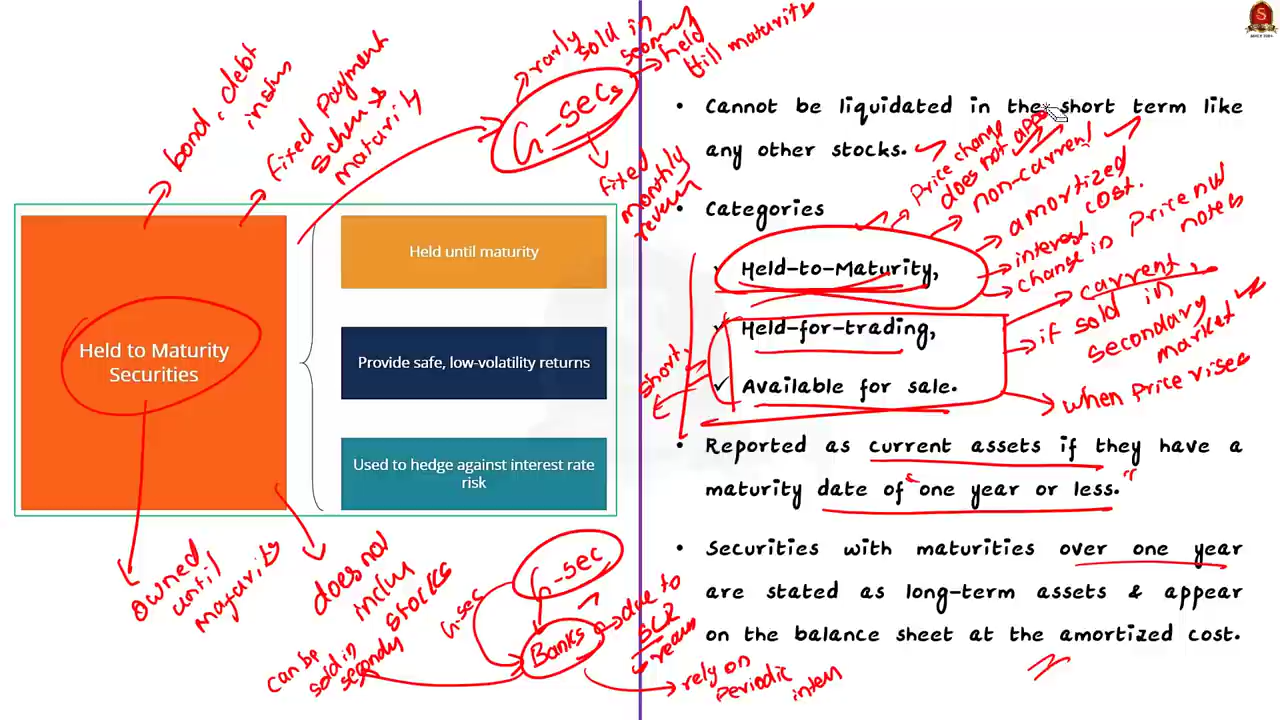 bond, debt
fixed payment
maturity
rarly sold in
held
till maturity
G-Secs
fixed
monthly
Held to Maturity
Securities
Held until maturity
Provide safe, low-volatility returns
Used to hedge against interest rate
risk
owned
until
maturity
does not
stocks
G-sec
G-sec
Banks
due to
SLR
can be
sold in
rely on
Periodic
• Cannot be liquidated in the short term like
any other stocks.
Price change
does not
non-current
amortized
cost.
interest
change in Price not
• Categories
✓ Held-to-Maturity,
✓ Held-for-trading,
✓ Available for sale.
short
current,
if sold in
secondary
market
when Price rises
• Reported as current assets if they have a
maturity date of one year or less.
• Securities with maturities over one year
are stated as long-term assets & appear
on the balance sheet at the amortized cost.